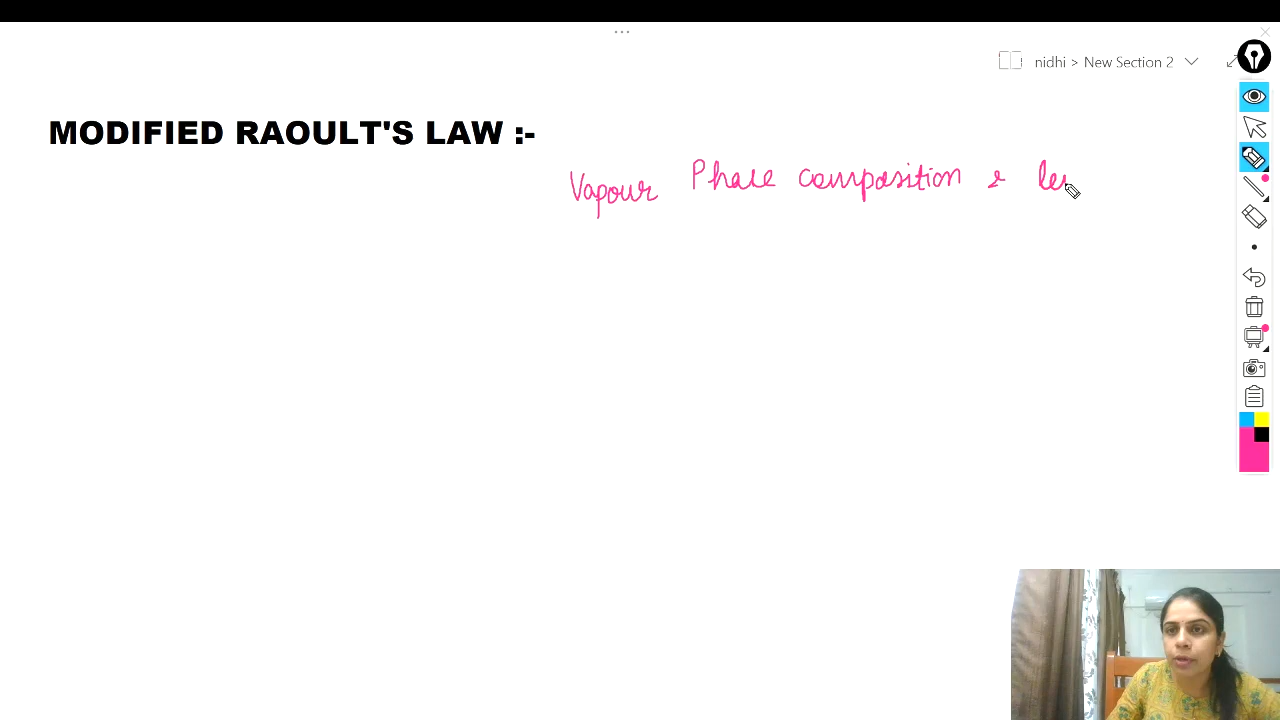 nidhi > New Section 2
MODIFIED RAOULT'S LAW :-
Vapour Phase composition &